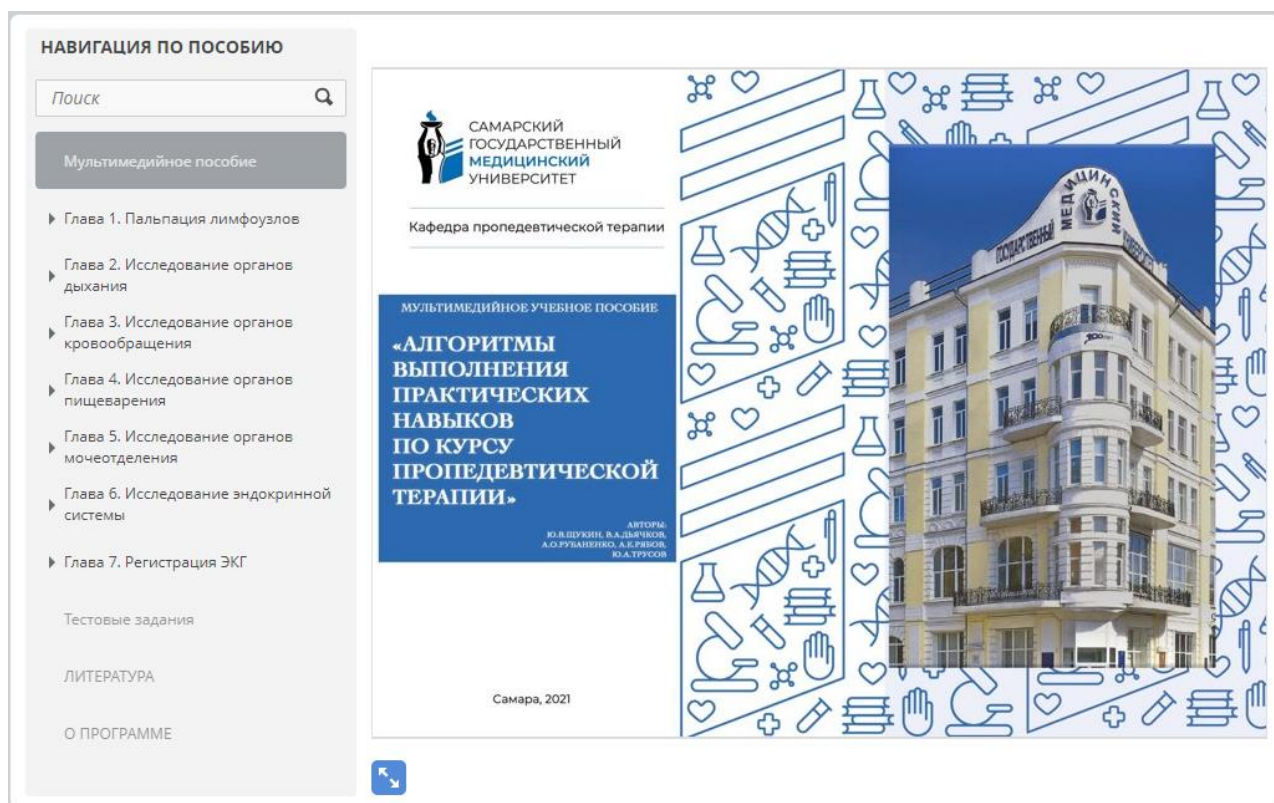 НАВИГАЦИЯ ПО ПОСОБИЮ
Поиск
Мультимедийное пособие
Глава 1. Пальпация лимфоузлов
Глава 2. Исследование органов
дыхания
Глава 3. Исследование органов
кровообращения
Глава 4. Исследование органов
пищеварения
Глава 5. Исследование органов
мочеотделения
Глава 6. Исследование эндокринной
системы
Глава 7. Регистрация ЭКГ
Тестовые задания
ЛИТЕРАТУРА
О ПРОГРАММЕ
САМАРСКИЙ
ГОСУДАРСТВЕННЫЙ
МЕДИЦИНСКИЙ
УНИВЕРСИТЕТ
Кафедра пропедевтической терапии
МУЛЬТИМЕДИЙНОЕ УЧЕБНОЕ ПОСОБИЕ
«АЛГОРИТМЫ
ВЫПОЛНЕНИЯ
ПРАКТИЧЕСКИХ
НАВЫКОВ
ПО КУРСУ
ПРОПЕДЕВТИЧЕСКОЙ
ТЕРАПИИ»
АВТОРЫ:
Ю.В.ЩУКИН, В.А.ДЬЯЧКОВ,
А.О.РУБАНЕНКО, А.Е.РЯБОВ,
Ю.А.ТРУСОВ
Самара, 2021
МЕДИЦИНСКИЙ
ГОСУДАРСТВЕННЫЙ УНИВЕРСИТЕТ